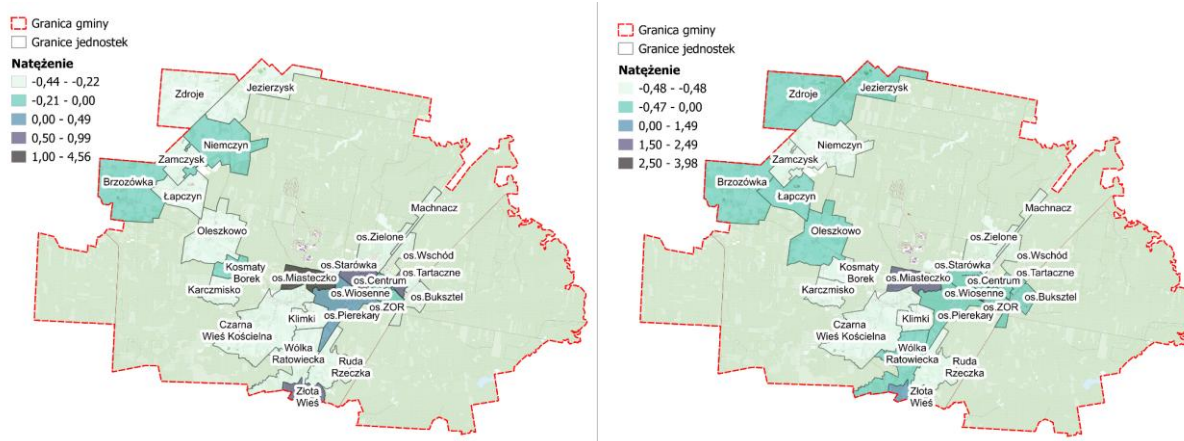 Granica gminy
Granice jednostek
Natężenie
-0,44 - -0,22
-0,21 - 0,00
0,00 - 0,49
0,50 - 0,99
1,00 - 4,56
Zdroje
Jezierzysk
Niemczyn
Zamczysk
Brzozówka
Łapczyn
Machnacz
Oleszkowo
os.Zielone
os.Wschód
Kosmaty
Borek
os.Starówka
os.Miasteczko
os.Centrum
os.Tartaczne
Karczmisko
os.Wiosenne
os.Buksztel
os.ZOR
Klimki
os.Pierekały
Czarna
Wieś Kościelna
Wólka
Ratowiecka
Ruda
Rzeczka
Złota
Wieś
Granica gminy
Granice jednostek
Natężenie
-0,48 - -0,48
-0,47 - 0,00
0,00 - 1,49
1,50 - 2,49
2,50 - 3,98
Zdroje
Jezierzysk
Niemczyn
Zamczysk
Brzozówka
Łapczyn
Machnacz
Oleszkowo
os.Zielone
os.Wschód
Kosmaty
Borek
os.Starówka
os.Miasteczko
os.Centrum
os.Tartaczne
Karczmisko
os.Wiosenne
os.Buksztel
os.ZOR
Klimki
os.Pierekały
Czarna
Wieś Kościelna
Wólka
Ratowiecka
Ruda
Rzeczka
Złota
Wieś